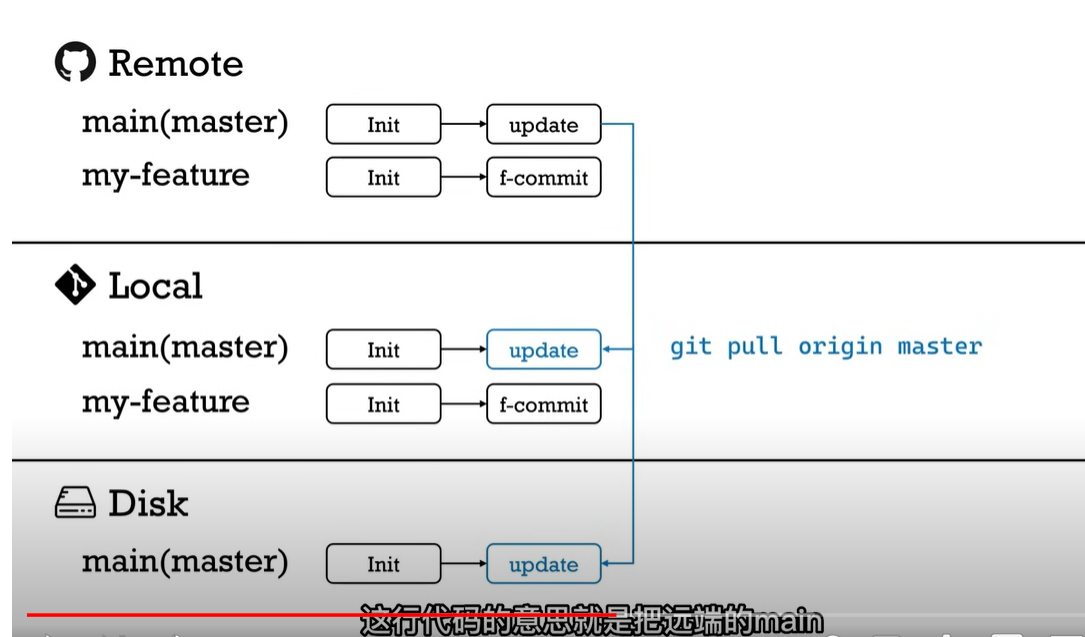 Remote
main(master) Init update
my-feature Init f-commit
Local
main(master) Init update git pull origin master
my-feature Init f-commit
Disk
main(master) Init update
这行代码的意思就是把远端的main